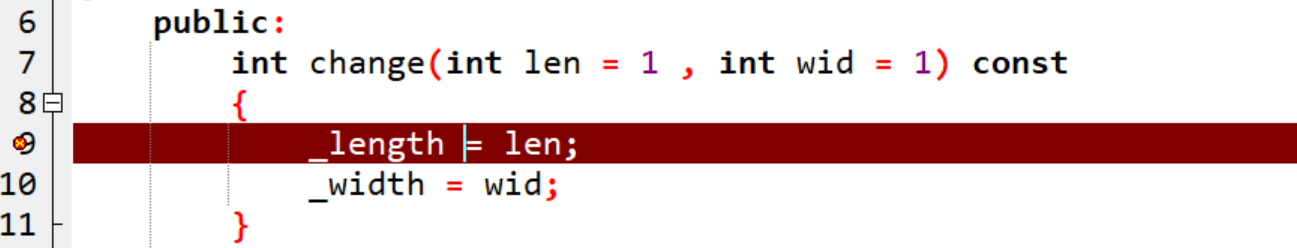 6 public:
7 int change(int len = 1 , int wid = 1) const
8 {
9 _length = len;
10 _width = wid;
11 }